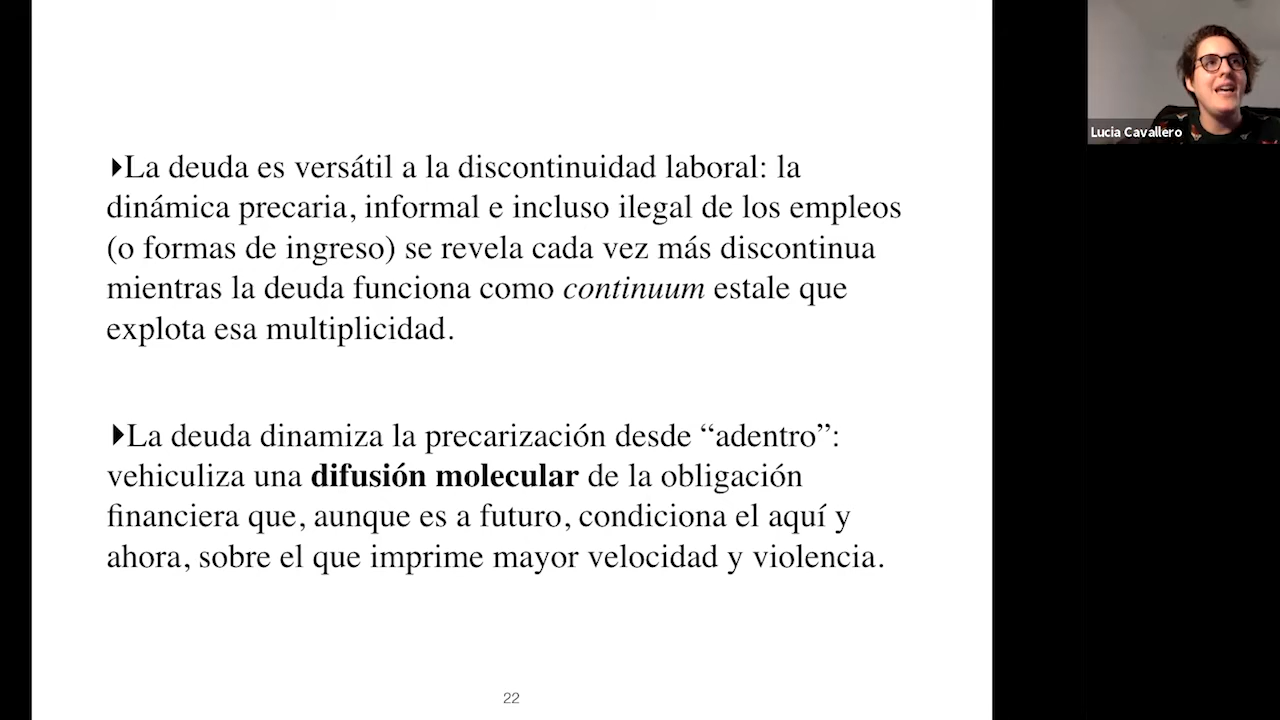 La deuda es versátil a la discontinuidad laboral: la
dinámica precaria, informal e incluso ilegal de los empleos
(o formas de ingreso) se revela cada vez más discontinua
mientras la deuda funciona como continuum estale que
explota esa multiplicidad.
La deuda dinamiza la precarización desde “adentro”:
vehiculiza una difusión molecular de la obligación
financiera que, aunque es a futuro, condiciona el aquí y
ahora, sobre el que imprime mayor velocidad y violencia.
22
Lucia Cavallero